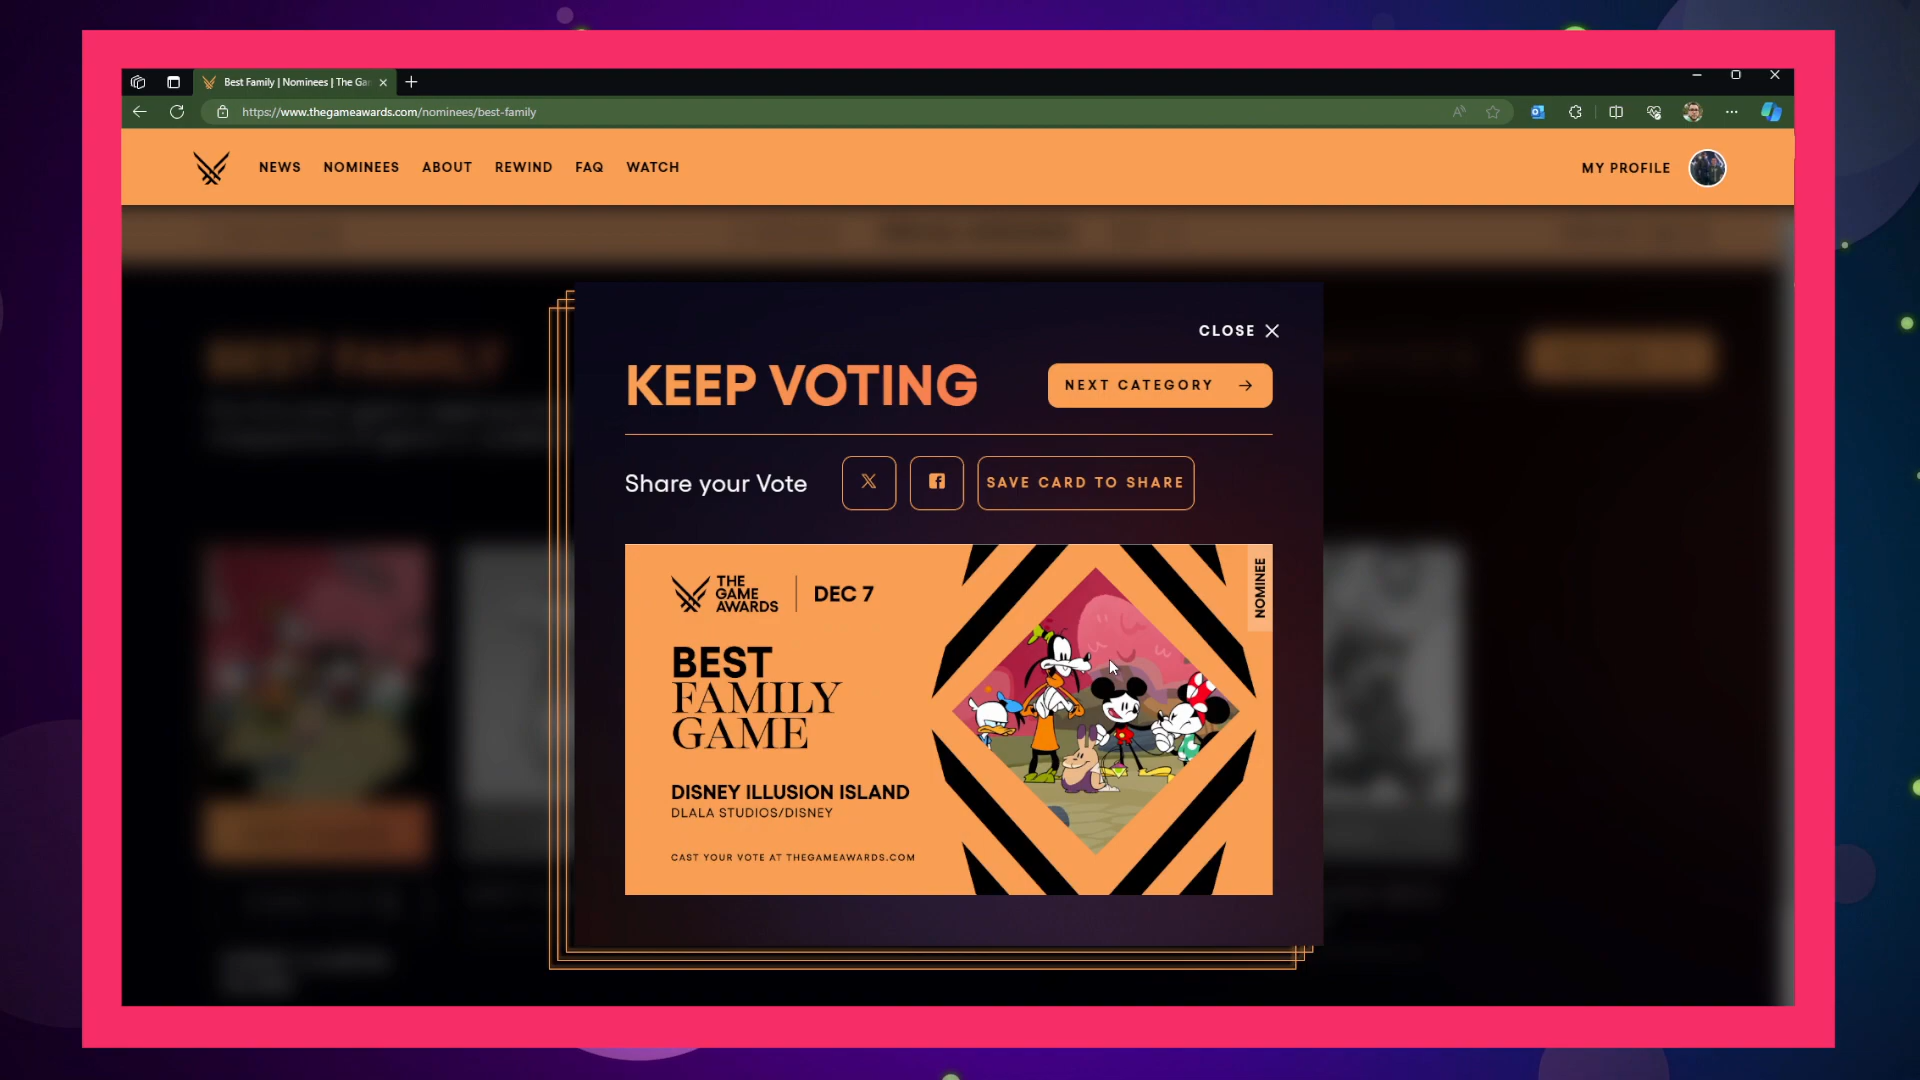 Best Family | Nominees | The Ga
https://www.thegameawards.com/nominees/best-family
NEWS NOMINEES ABOUT REWIND FAQ WATCH
MY PROFILE
BEST FAMILY
CLOSE
KEEP VOTING
NEXT CATEGORY
Share your Vote
SAVE CARD TO SHARE
THE
GAME
AWARDS
DEC 7
NOMINEE
BEST
FAMILY
GAME
DISNEY ILLUSION ISLAND
DLALA STUDIOS/DISNEY
CAST YOUR VOTE AT THEGAMEAWARDS.COM